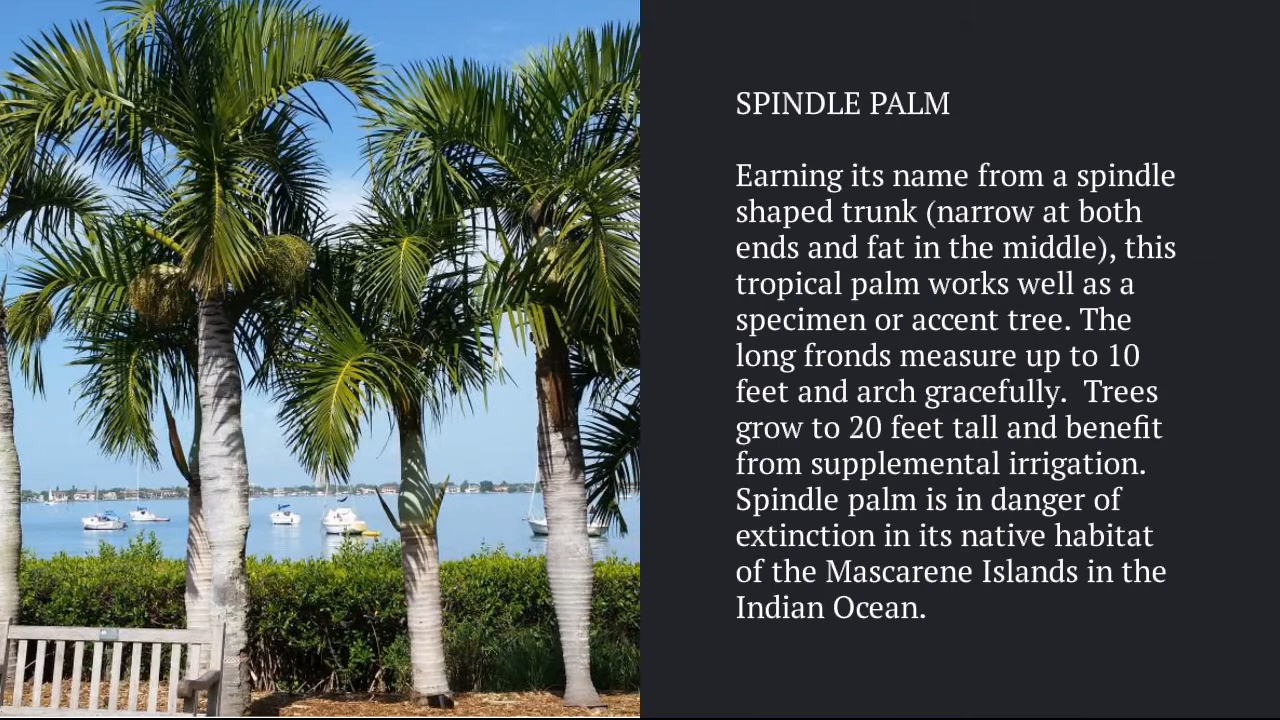 SPINDLE PALM
Earning its name from a spindle
shaped trunk (narrow at both
ends and fat in the middle), this
tropical palm works well as a
specimen or accent tree. The
long fronds measure up to 10
feet and arch gracefully.  Trees
grow to 20 feet tall and benefit
from supplemental irrigation.
Spindle palm is in danger of
extinction in its native habitat
of the Mascarene Islands in the
Indian Ocean.